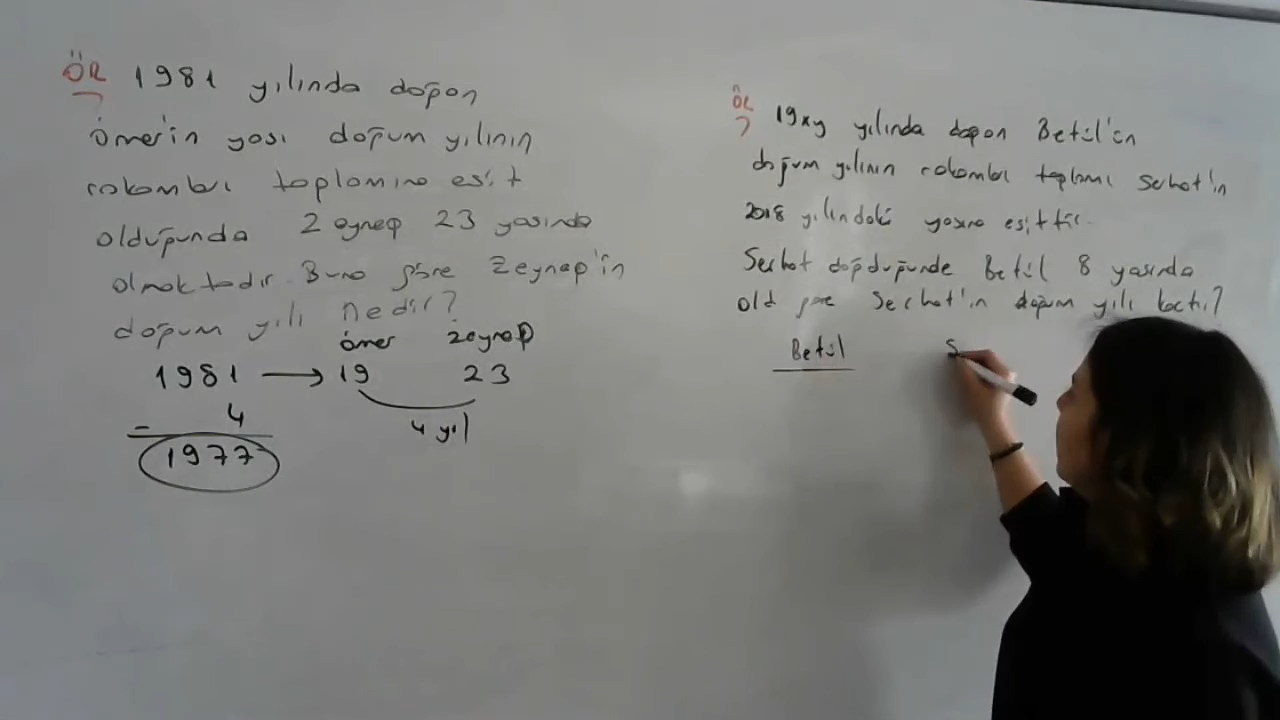 ÖR 1981 yılında doğan
ömer'in yaşı doğum yılının
rakamları toplamına eşit
olduğunda Zeynep 23 yaşında
olmaktadır Buna göre Zeynep'in
doğum yılı nedir?
ömer zeynep
1981 → 19 23
- 4
4 yıl
1977
ÖR 19xy yılında doğan Betül'ün
doğum yılının rakamları toplamı Serhat'ın
2018 yılındaki yaşına eşittir.
Serhat doğduğunda Betül 8 yaşında
old göre Serhat'ın doğum yılı kaçtır?
Betül S